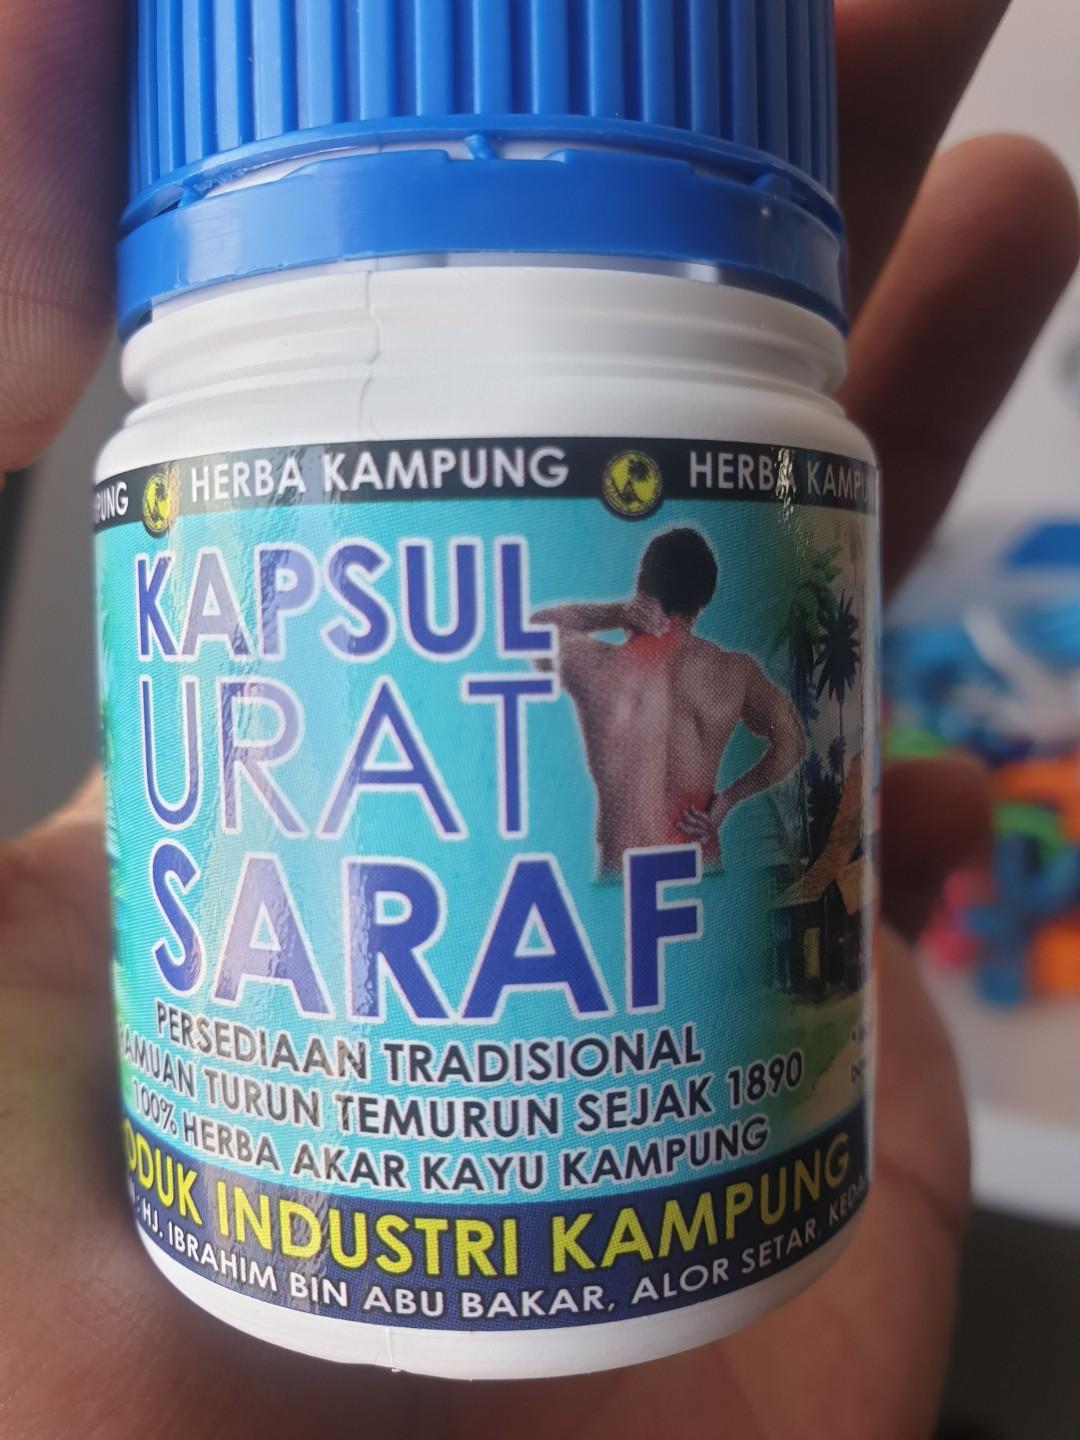 HERBA KAMPUNG HERBA
KAPSUL
URAT
SARAF
PERSEDIAAN TRADISIONAL
TURUN TEMURUN SEJAK 1890
100% HERBA AKAR KAYU KAMPUNG
INDUSTRI KAMPUNG
HJ. IBRAHIM BIN ABU BAKAR, ALOR SETAR,